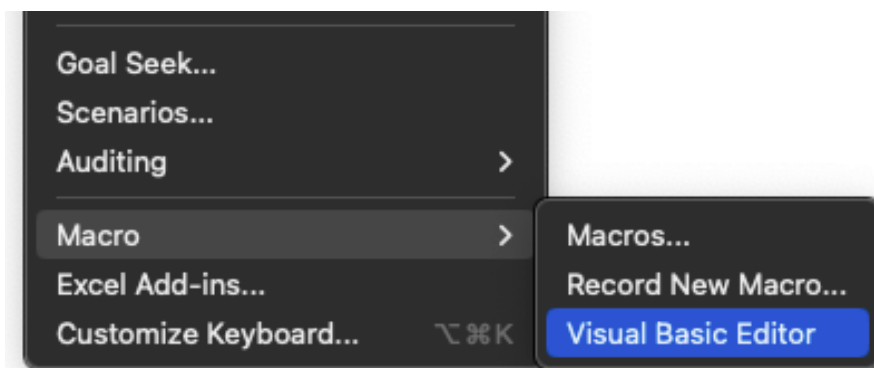 Goal Seek...
Scenarios...
Auditing
Macro
Excel Add-ins...
Customize Keyboard... ⌥⌘K
Macros...
Record New Macro...
Visual Basic Editor